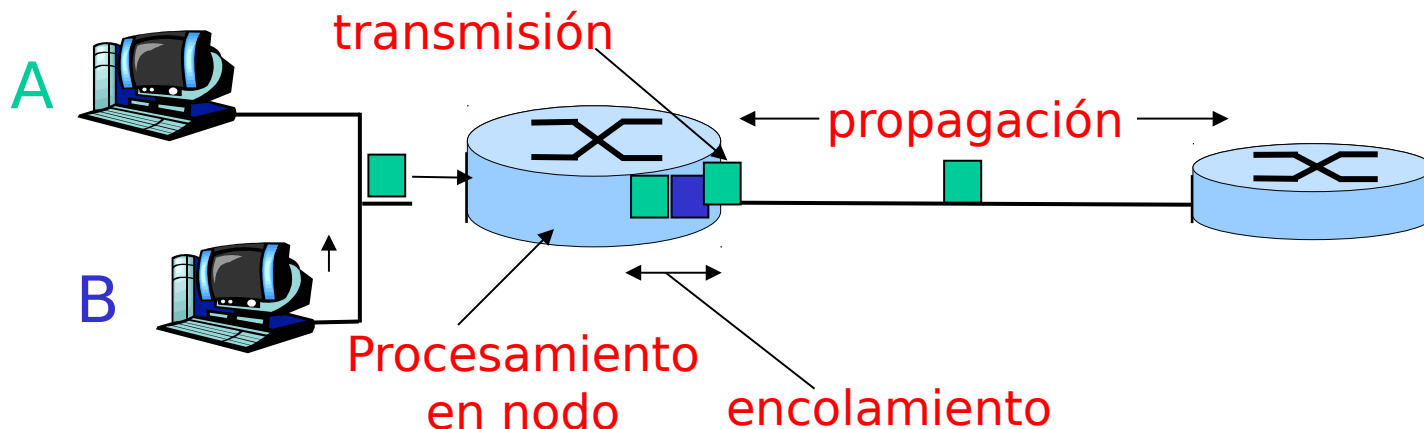 transmisión
A
propagación
B
Procesamiento
en nodo
encolamiento